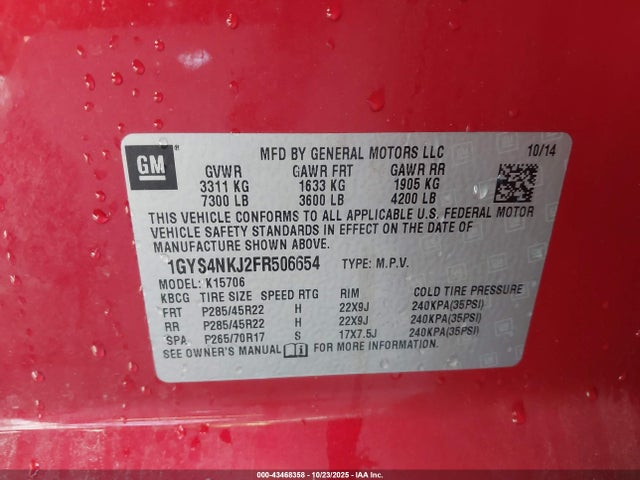 GM ®
MFD BY GENERAL MOTORS LLC 10/14
GVWR GAWR FRT GAWR RR
3311 KG 1633 KG 1905 KG
7300 LB 3600 LB 4200 LB
THIS VEHICLE CONFORMS TO ALL APPLICABLE U.S. FEDERAL MOTOR
VEHICLE SAFETY STANDARDS IN EFFECT ON THE DATE OF
MANUFACTURE SHOWN ABOVE.
1GYS4NKJ2FR506654 TYPE: M.P.V.
MODEL: K15706
KBCG TIRE SIZE SPEED RTG RIM COLD TIRE PRESSURE
FRT P285/45R22 H 22X9J 240KPA(35PSI)
RR P285/45R22 H 22X9J 240KPA(35PSI)
SPA P265/70R17 S 17X7.5J 240KPA(35PSI)
SEE OWNER'S MANUAL FOR MORE INFORMATION.
000-43468358 - 10/23/2025 - IAA Inc.